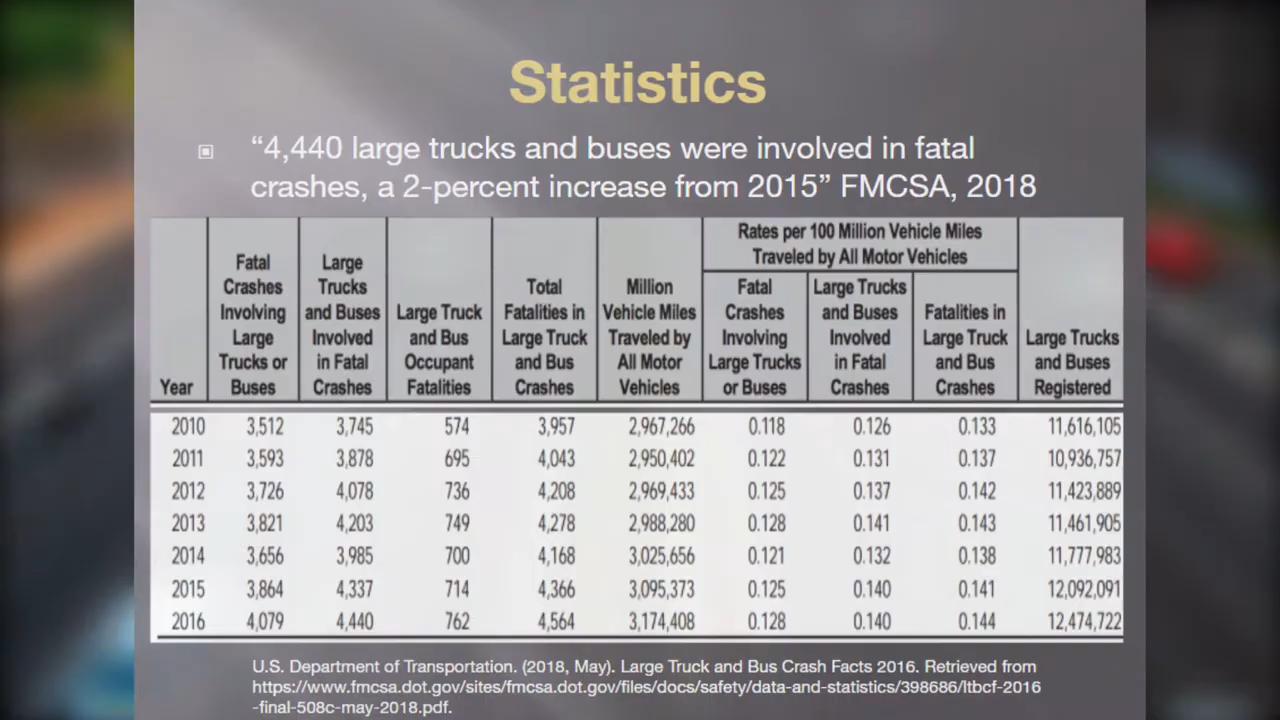 Statistics
“4,440 large trucks and buses were involved in fatal
crashes, a 2-percent increase from 2015” FMCSA, 2018
Rates per 100 Million Vehicle Miles
Traveled by All Motor Vehicles
Year
Fatal
Crashes
Involving
Large
Trucks or
Buses
Large
Trucks
and Buses
Involved
in Fatal
Crashes
Large Truck
and Bus
Occupant
Fatalities
Total
Fatalities in
Large Truck
and Bus
Crashes
Million
Vehicle Miles
Traveled by
All Motor
Vehicles
Fatal
Crashes
Involving
Large Trucks
or Buses
Large Trucks
and Buses
Involved
in Fatal
Crashes
Fatalities in
Large Truck
and Bus
Crashes
Large Trucks
and Buses
Registered
2010 3,512 3,745 574 3,957 2,967,266 0.118 0.126 0.133 11,616,105
2011 3,593 3,878 695 4,043 2,950,402 0.122 0.131 0.137 10,936,757
2012 3,726 4,078 736 4,208 2,969,433 0.125 0.137 0.142 11,423,889
2013 3,821 4,203 749 4,278 2,988,280 0.128 0.141 0.143 11,461,905
2014 3,656 3,985 700 4,168 3,025,656 0.121 0.132 0.138 11,777,983
2015 3,864 4,337 714 4,366 3,095,373 0.125 0.140 0.141 12,092,091
2016 4,079 4,440 762 4,564 3,174,408 0.128 0.140 0.144 12,474,722
U.S. Department of Transportation. (2018, May). Large Truck and Bus Crash Facts 2016. Retrieved from
https://www.fmcsa.dot.gov/sites/fmcsa.dot.gov/files/docs/safety/data-and-statistics/398686/ltbcf-2016
-final-508c-may-2018.pdf.